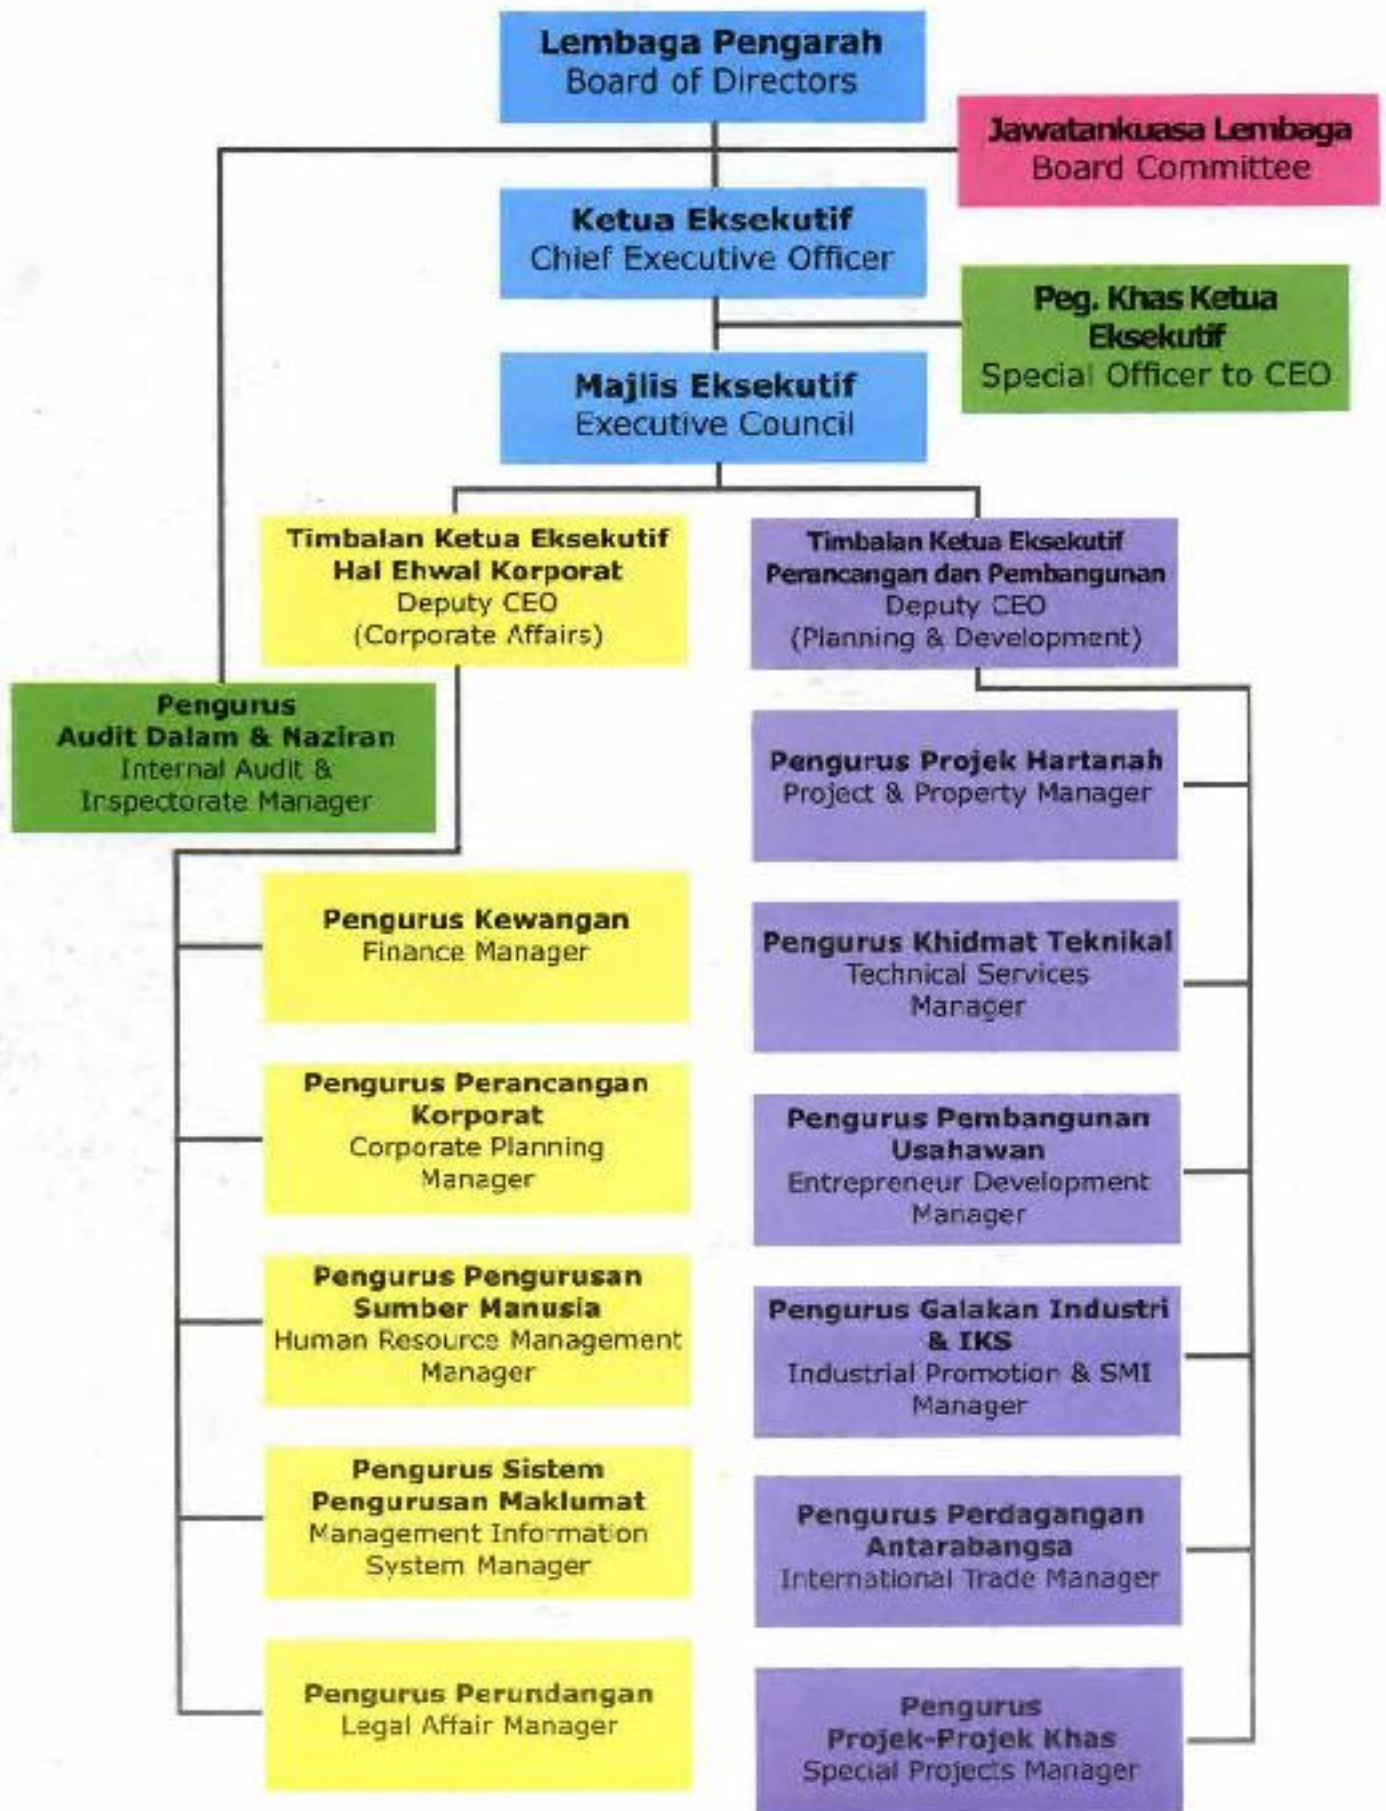 Lembaga Pengarah
Board of Directors
Jawatankuasa Lembaga
Board Committee
Ketua Eksekutif
Chief Executive Officer
Peg. Khas Ketua
Eksekutif
Special Officer to CEO
Majlis Eksekutif
Executive Council
Timbalan Ketua Eksekutif
Hal Ehwal Korporat
Deputy CEO
(Corporate Affairs)
Timbalan Ketua Eksekutif
Perancangan dan Pembangunan
Deputy CEO
(Planning & Development)
Pengurus
Audit Dalam & Naziran
Internal Audit &
Inspectorate Manager
Pengurus Kewangan
Finance Manager
Pengurus Perancangan
Korporat
Corporate Planning
Manager
Pengurus Pengurusan
Sumber Manusia
Human Resource Management
Manager
Pengurus Sistem
Pengurusan Maklumat
Management Information
System Manager
Pengurus Perundangan
Legal Affair Manager
Pengurus Projek Hartanah
Project & Property Manager
Pengurus Khidmat Teknikal
Technical Services
Manager
Pengurus Pembangunan
Usahawan
Entrepreneur Development
Manager
Pengurus Galakan Industri
& IKS
Industrial Promotion & SMI
Manager
Pengurus Perdagangan
Antarabangsa
International Trade Manager
Pengurus
Projek-Projek Khas
Special Projects Manager